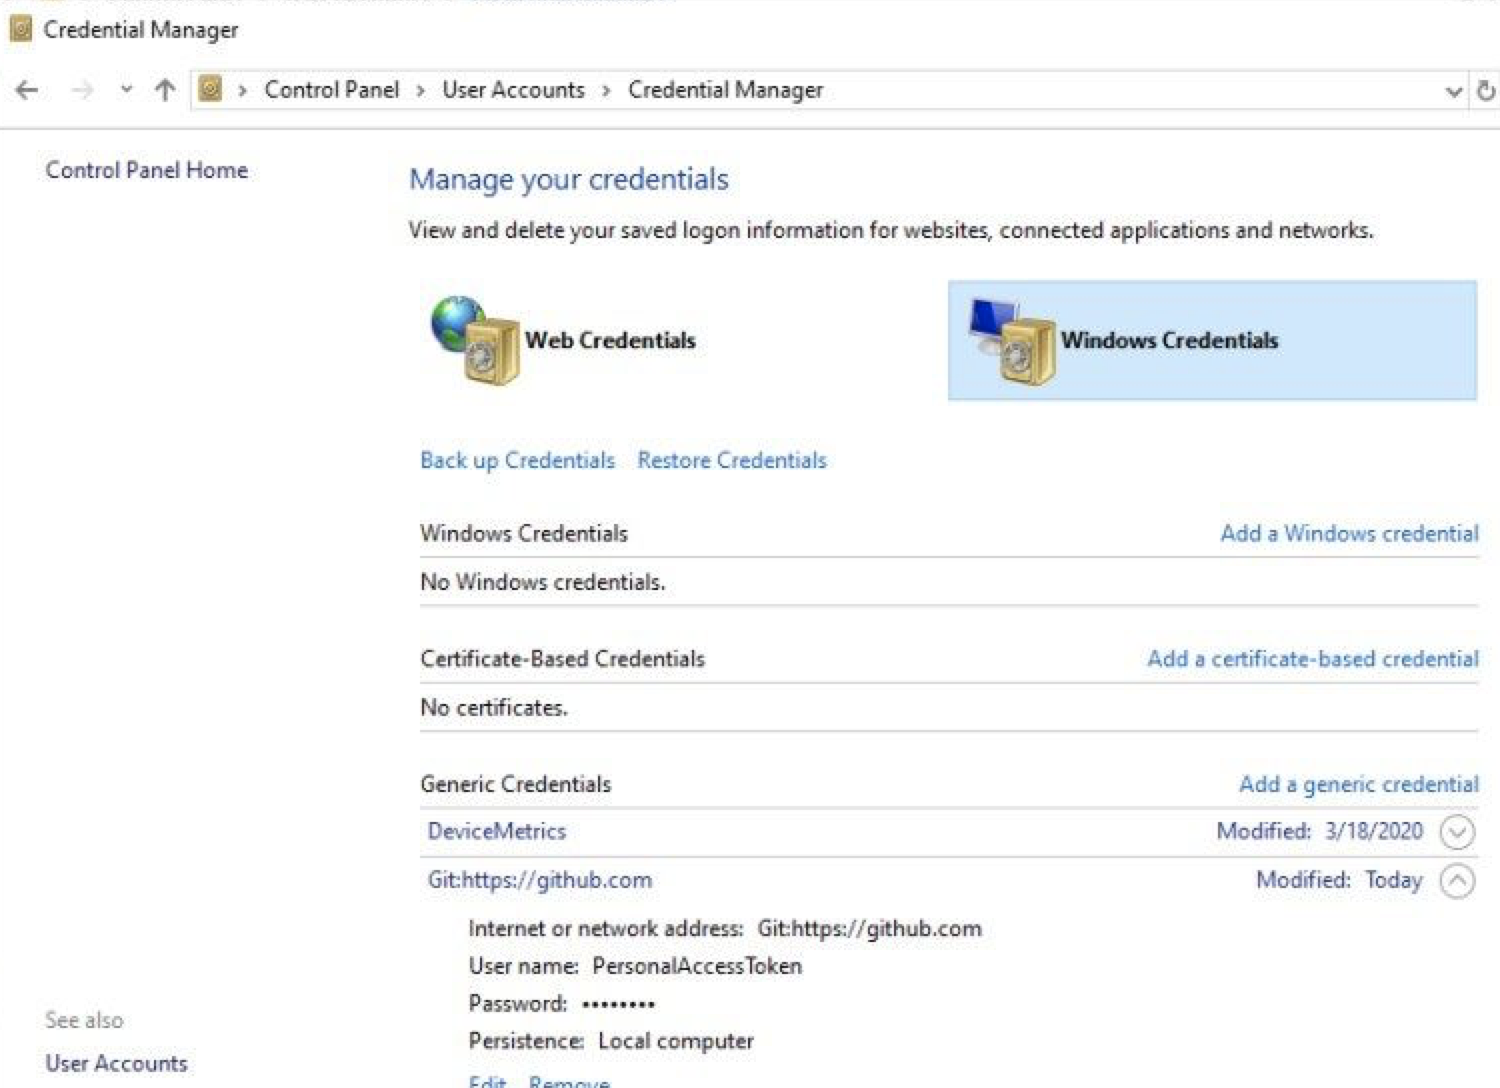 Credential Manager
Control Panel > User Accounts > Credential Manager
Control Panel Home
Manage your credentials
View and delete your saved logon information for websites, connected applications and networks.
Web Credentials
Windows Credentials
Back up Credentials Restore Credentials
Windows Credentials Add a Windows credential
No Windows credentials.
Certificate-Based Credentials Add a certificate-based credential
No certificates.
Generic Credentials Add a generic credential
DeviceMetrics Modified: 3/18/2020
Git:https://github.com Modified: Today
Internet or network address: Git:https://github.com
User name: PersonalAccessToken
Password: ••••••••
Persistence: Local computer
Edit Remove
See also
User Accounts